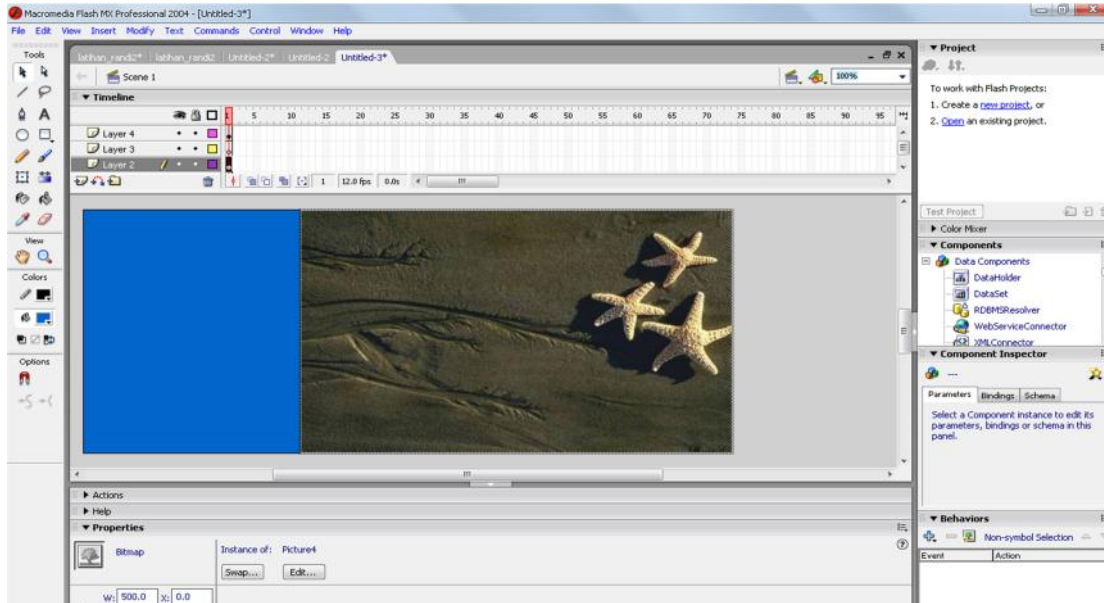 Macromedia Flash MX Professional 2004 - [Untitled-3*]
File Edit View Insert Modify Text Commands Control Window Help
Tools
View
Colors
Options
latihan_randi2* latihan_randi2 Untitled-2* Untitled-2 Untitled-3*
Scene 1
100%
Timeline
1 5 10 15 20 25 30 35 40 45 50 55 60 65 70 75 80 85 90 95
Layer 4
Layer 3
Layer 2
1 12.0 fps 0.0s
Actions
Help
Properties
Bitmap
Instance of: Picture4
Swap... Edit...
W: 500.0 X: 0.0
Project
To work with Flash Projects:
1. Create a new project, or
2. Open an existing project.
Test Project
Color Mixer
Components
Data Components
DataHolder
DataSet
RDBMSResolver
WebServiceConnector
XMLConnector
Component Inspector
---
Parameters Bindings Schema
Select a Component instance to edit its
parameters, bindings or schema in this
panel.
Behaviors
Non-symbol Selection
Event Action